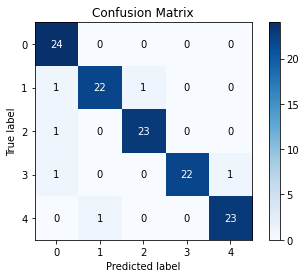 Confusion Matrix
0 24 0 0 0 0
1 1 22 1 0 0
2 1 0 23 0 0
3 1 0 0 22 1
4 0 1 0 0 23
0 1 2 3 4
True label
Predicted label
20
15
10
5
0